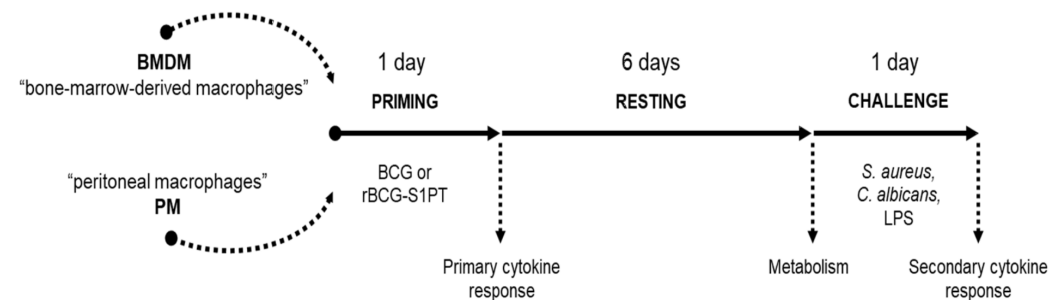 BMDM
“bone-marrow-derived macrophages”
“peritoneal macrophages”
PM
1 day
PRIMING
BCG or
rBCG-S1PT
6 days
RESTING
1 day
CHALLENGE
S. aureus,
C. albicans,
LPS
Primary cytokine
response
Metabolism
Secondary cytokine
response